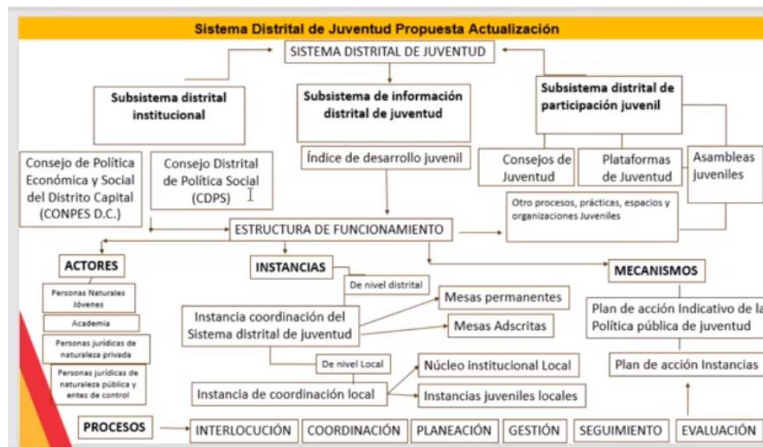 Sistema Distrital de Juventud Propuesta Actualización
SISTEMA DISTRITAL DE JUVENTUD
Subsistema distrital
institucional
Subsistema de información
distrital de juventud
Subsistema distrital de
participación juvenil
Consejo de Política
Económica y Social
del Distrito Capital
(CONPES D.C.)
Consejo Distrital
de Política Social
(CDPS)
Índice de desarrollo juvenil
Consejos de
Juventud
Plataformas
de Juventud
Asambleas
juveniles
Otro procesos, prácticas, espacios y
organizaciones Juveniles
ESTRUCTURA DE FUNCIONAMIENTO
ACTORES
Personas Naturales
Jóvenes
Academia
Personas jurídicas de
naturaleza privada
Personas jurídicas de
naturaleza pública y
entes de control
INSTANCIAS
De nivel distrital
Instancia coordinación del
Sistema distrital de juventud
Mesas permanentes
Mesas Adscritas
De nivel Local
Instancia de coordinación local
Núcleo institucional Local
Instancias juveniles locales
MECANISMOS
Plan de acción Indicativo de la
Política pública de juventud
Plan de acción Instancias
PROCESOS
INTERLOCUCIÓN
COORDINACIÓN
PLANEACIÓN
GESTIÓN
SEGUIMIENTO
EVALUACIÓN